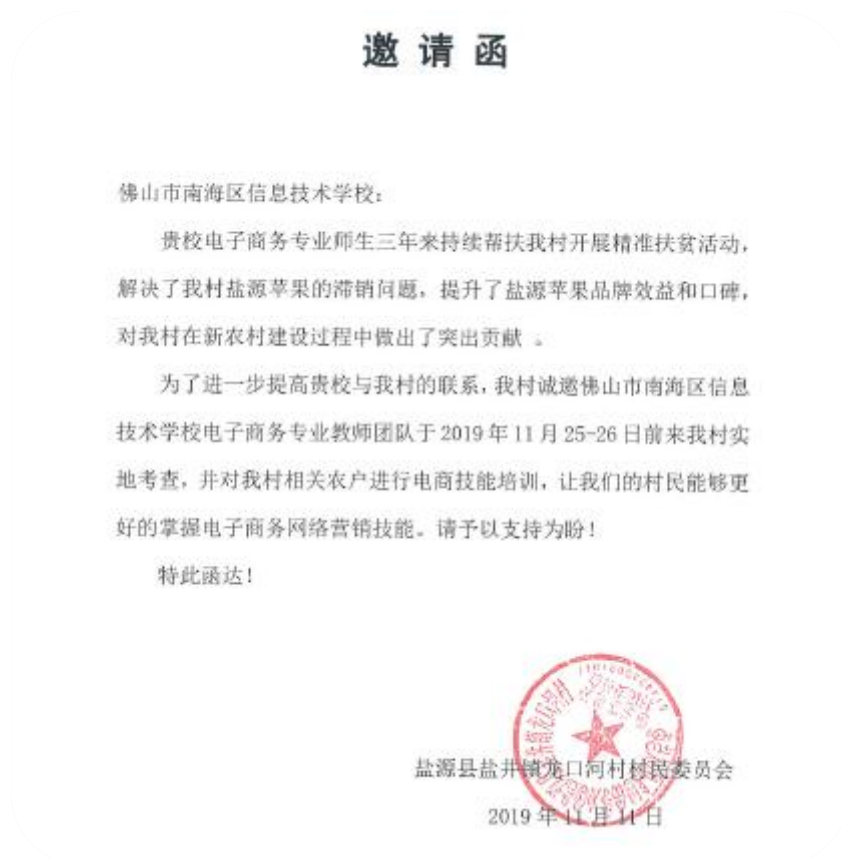 邀请函
佛山市南海区信息技术学校：
贵校电子商务专业师生三年来持续帮扶我村开展精准扶贫活动，
解决了我村盐源苹果的滞销问题，提升了盐源苹果品牌效益和口碑，
对我村在新农村建设过程中做出了突出贡献 。
为了进一步提高贵校与我村的联系，我村诚邀佛山市南海区信息
技术学校电子商务专业教师团队于2019年11月25-26日前来我村实
地考查，并对我村相关农户进行电商技能培训，让我们的村民能够更
好的掌握电子商务网络营销技能。请予以支持为盼！
特此函达！
盐源县盐井镇龙口河村村民委员会
2019年11月11日